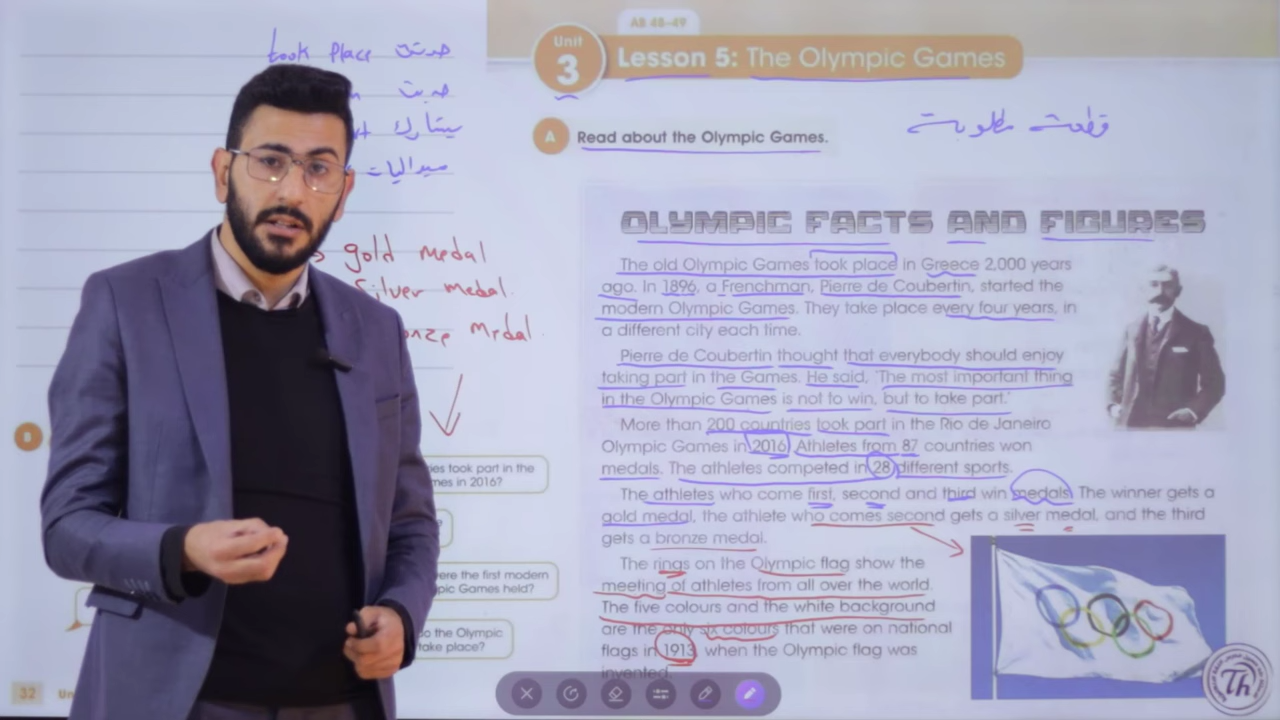 took place حدثت
حدثت
ميداليات
gold medal
Silver medal.
medal
ies took part in the
mes in 2016?
?
ere the first modern
pic Games held?
o the Olympic
take place?
B
32 Un
AB 48-49
Unit
3
Lesson 5: The Olympic Games
A Read about the Olympic Games.
قطعة مطلوبة
OLYMPIC FACTS AND FIGURES
The old Olympic Games took place in Greece 2,000 years
ago. In 1896, a Frenchman, Pierre de Coubertin, started the
modern Olympic Games. They take place every four years, in
a different city each time.
Pierre de Coubertin thought that everybody should enjoy
taking part in the Games. He said, 'The most important thing
in the Olympic Games is not to win, but to take part.'
More than 200 countries took part in the Rio de Janeiro
Olympic Games in 2016. Athletes from 87 countries won
medals. The athletes competed in 28 different sports.
The athletes who come first, second and third win medals. The winner gets a
gold medal, the athlete who comes second gets a silver medal, and the third
gets a bronze medal.
The rings on the Olympic flag show the
meeting of athletes from all over the world.
The five colours and the white background
are the only six colours that were on national
flags in 1913, when the Olympic flag was
invented.
Th